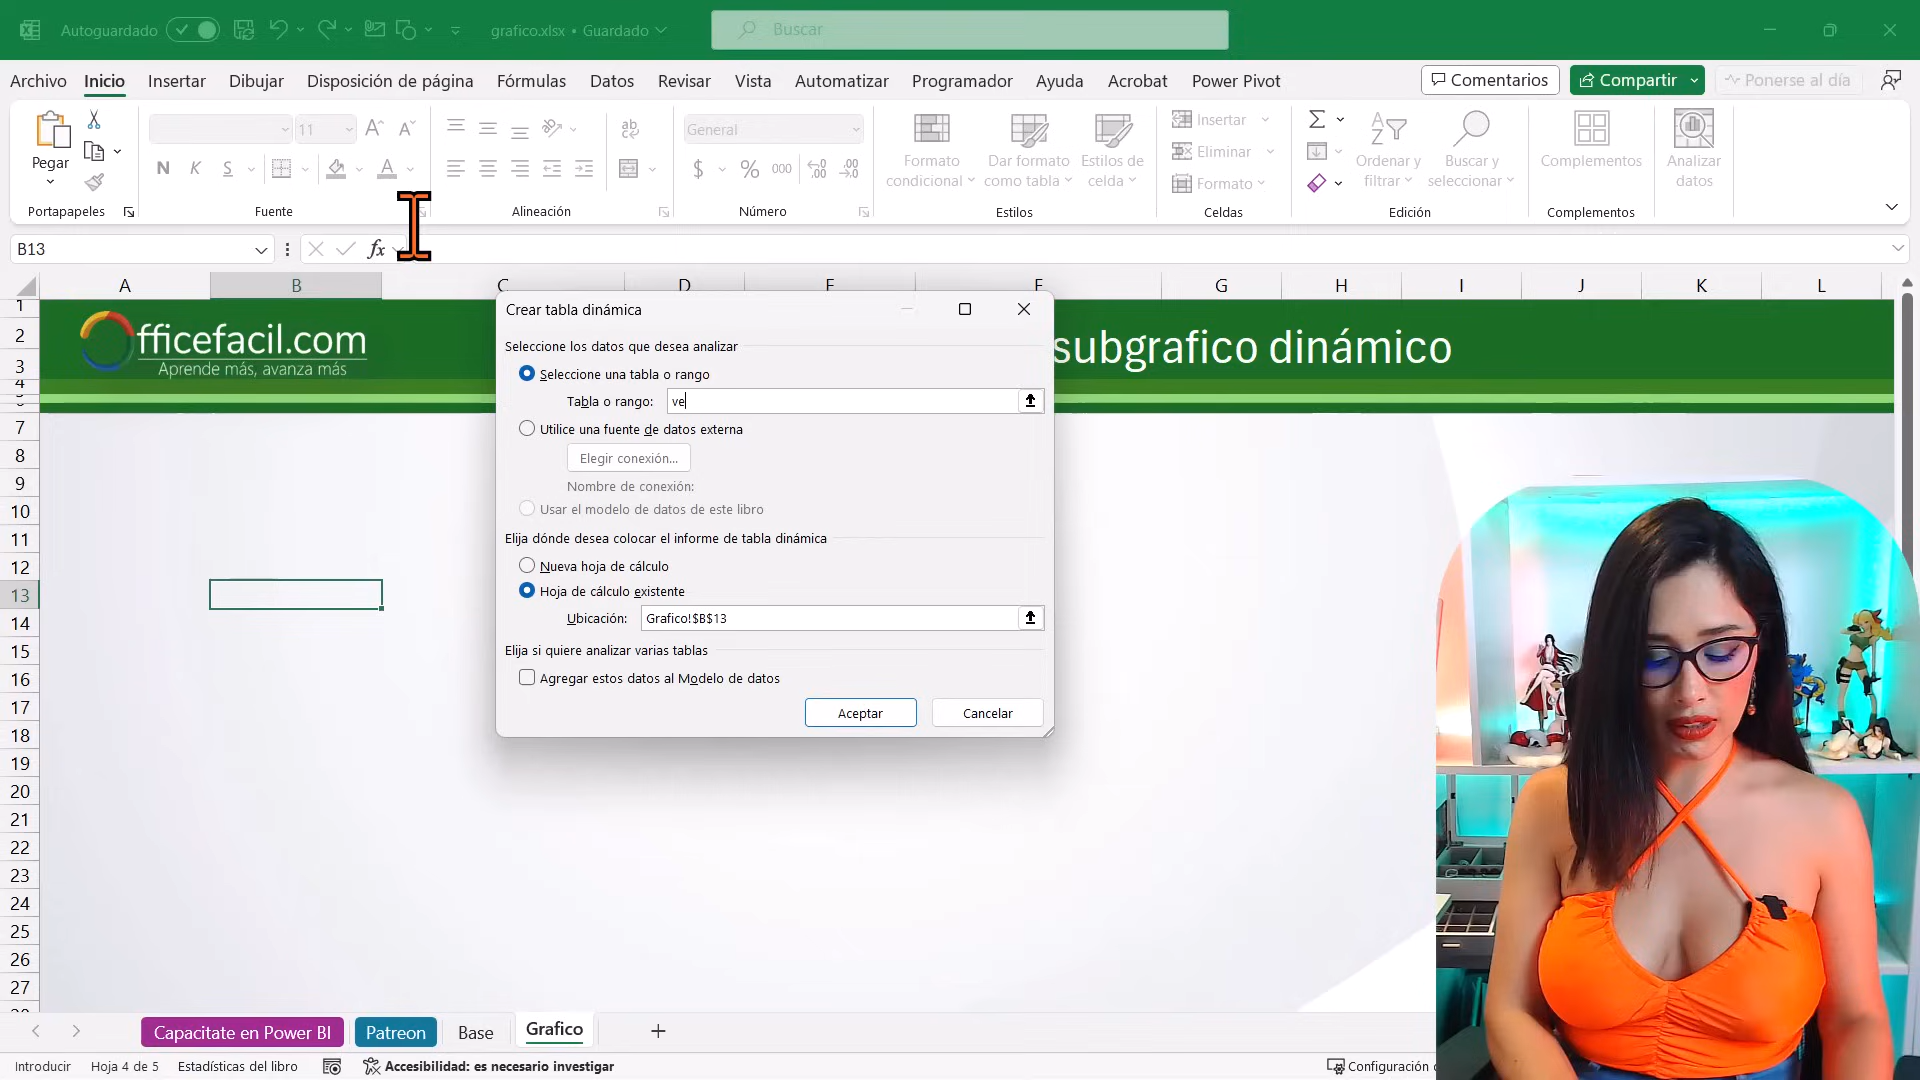 Autoguardado
grafico.xlsx • Guardado
Buscar
Archivo Inicio Insertar Dibujar Disposición de página Fórmulas Datos Revisar Vista Automatizar Programador Ayuda Acrobat Power Pivot
Comentarios Compartir Ponerse al día
Pegar
Portapapeles
11
N K S
Fuente
ab
Alineación
General
$ % 000
Número
Formato condicional
Dar formato como tabla
Estilos de celda
Estilos
Insertar
Eliminar
Formato
Celdas
Ordenar y filtrar
Buscar y seleccionar
Edición
Complementos
Complementos
Analizar datos
B13
fx
A B C D E F G H I J K L
1
2
3
4
7
8
9
10
11
12
13
14
15
16
17
18
19
20
21
22
23
24
25
26
27
fficefacil.com
Aprende más, avanza más
subgrafico dinámico
Crear tabla dinámica
Seleccione los datos que desea analizar
Seleccione una tabla o rango
Tabla o rango: ve
Utilice una fuente de datos externa
Elegir conexión...
Nombre de conexión:
Usar el modelo de datos de este libro
Elija dónde desea colocar el informe de tabla dinámica
Nueva hoja de cálculo
Hoja de cálculo existente
Ubicación: Grafico!$B$13
Elija si quiere analizar varias tablas
Agregar estos datos al Modelo de datos
Aceptar Cancelar
Capacitate en Power BI Patreon Base Grafico
Introducir Hoja 4 de 5 Estadísticas del libro Accesibilidad: es necesario investigar
Configuración